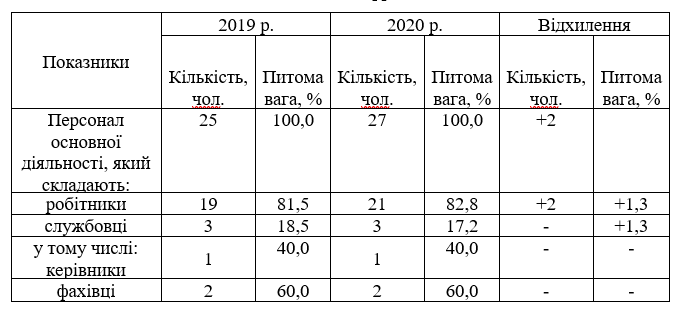 Показники 2019 р. 2020 р. Відхилення
Кількість, чол. Питома вага, % Кількість, чол. Питома вага, % Кількість, чол. Питома вага, %
Персонал основної діяльності, який складають: 25 100,0 27 100,0 +2
робітники 19 81,5 21 82,8 +2 +1,3
службовці 3 18,5 3 17,2 - +1,3
у тому числі: керівники 1 40,0 1 40,0 - -
фахівці 2 60,0 2 60,0 - -